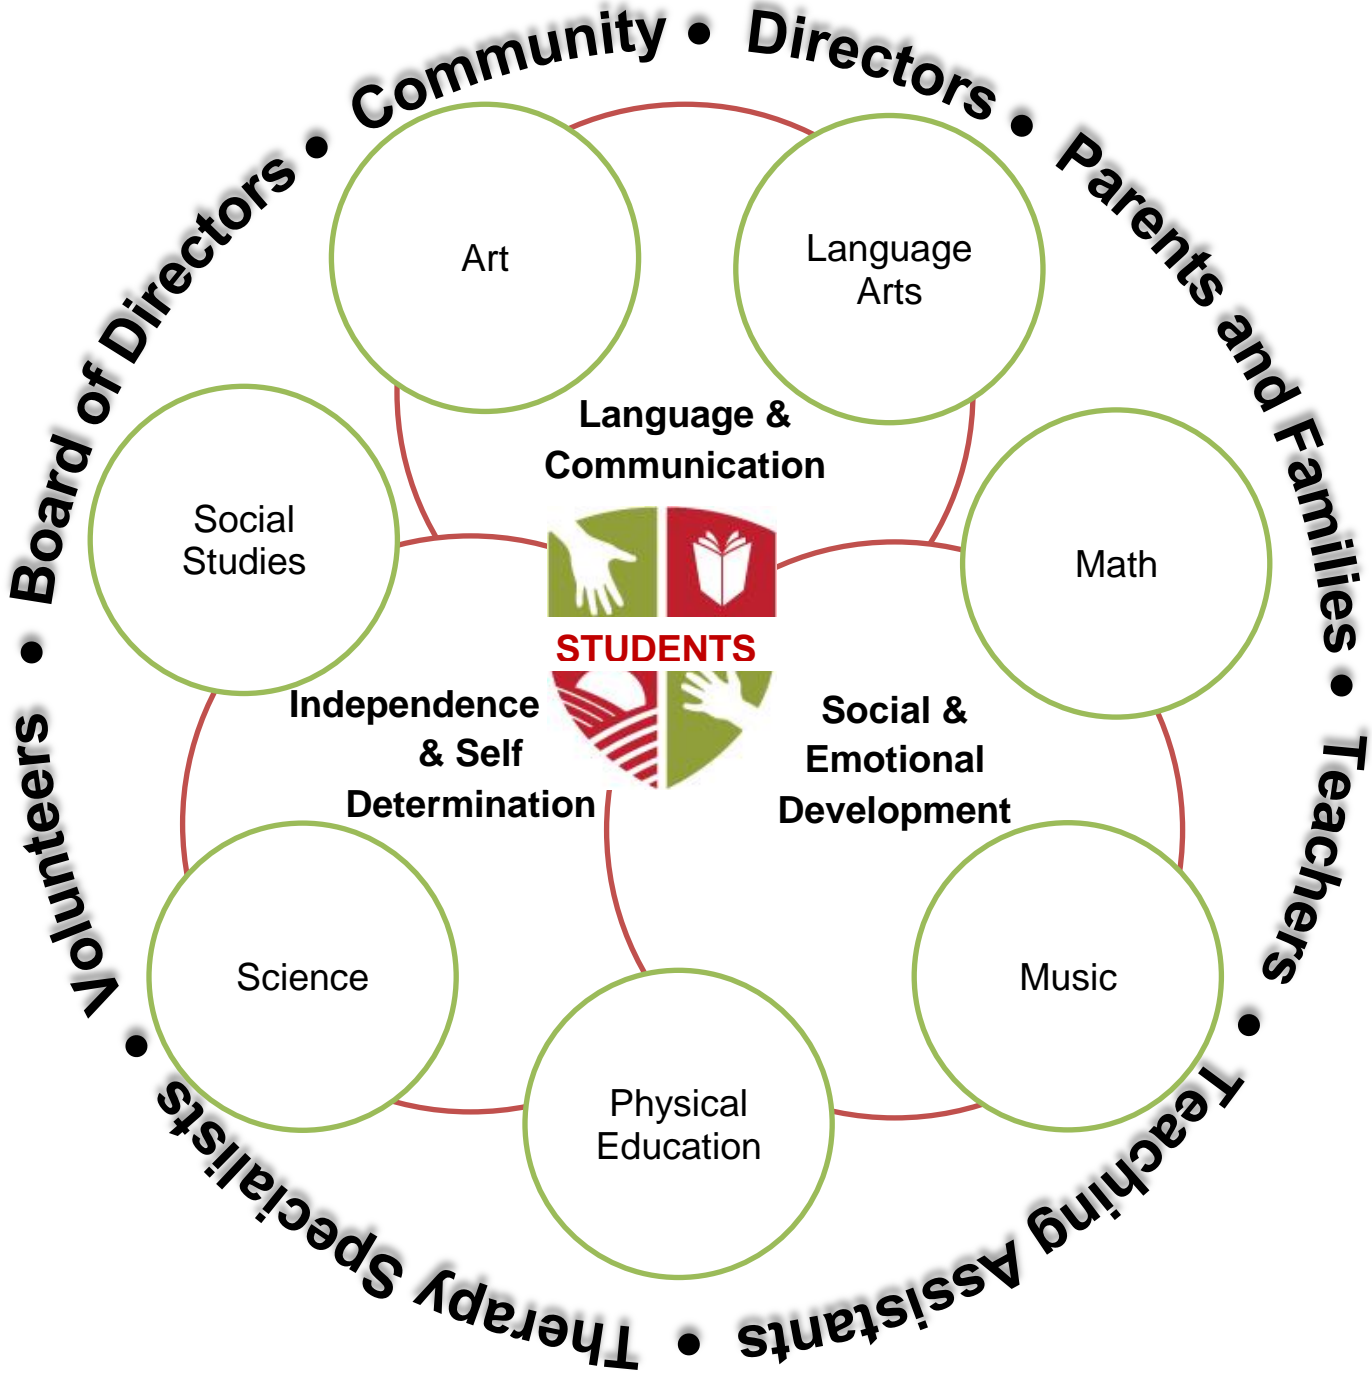 Community • Directors • Parents and Families • Teachers • Teaching Assistants • Therapy Specialists • Volunteers • Board of Directors •
Art
Language
Arts
Language &
Communication
Social
Studies
Math
STUDENTS
Independence
& Self
Determination
Social &
Emotional
Development
Science
Music
Physical
Education